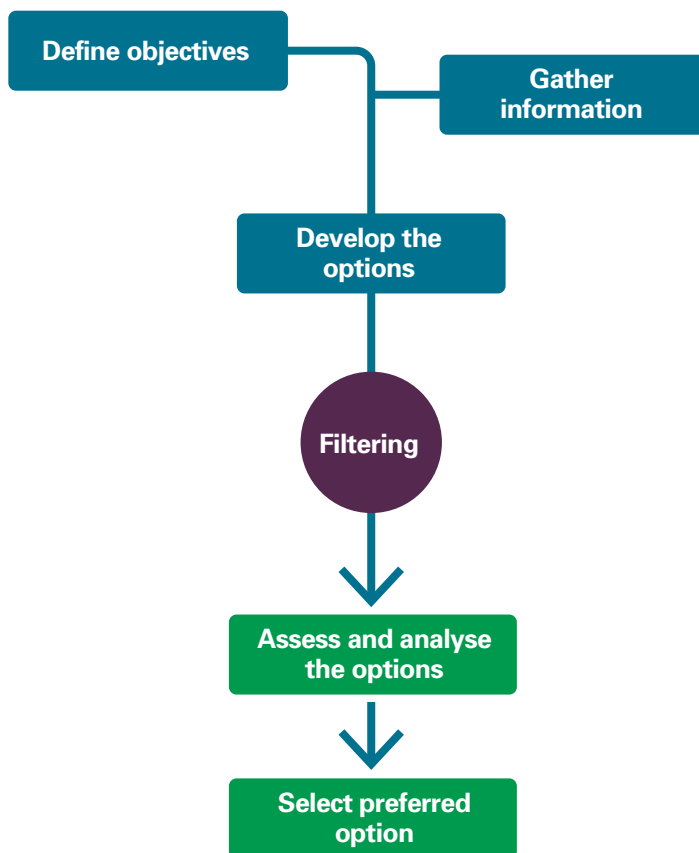 Define objectives
Gather
information
Develop the
options
Filtering
Assess and analyse
the options
Select preferred
option